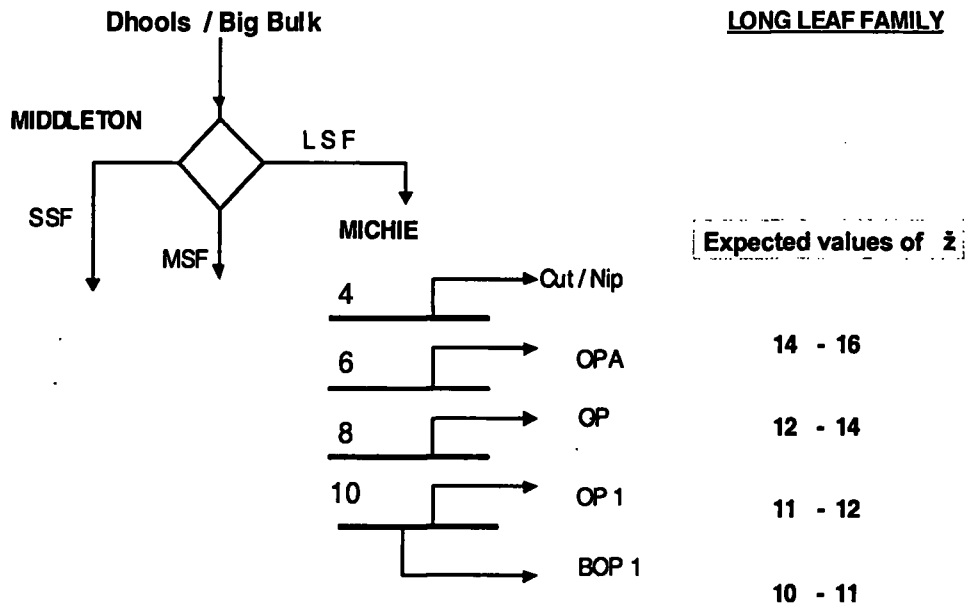 Dhools / Big Bulk
LONG LEAF FAMILY
MIDDLETON
L S F
SSF
MSF
MICHIE
Expected values of ž
4
Cut / Nip
6
OPA
14 - 16
8
OP
12 - 14
10
OP 1
11 - 12
BOP 1
10 - 11